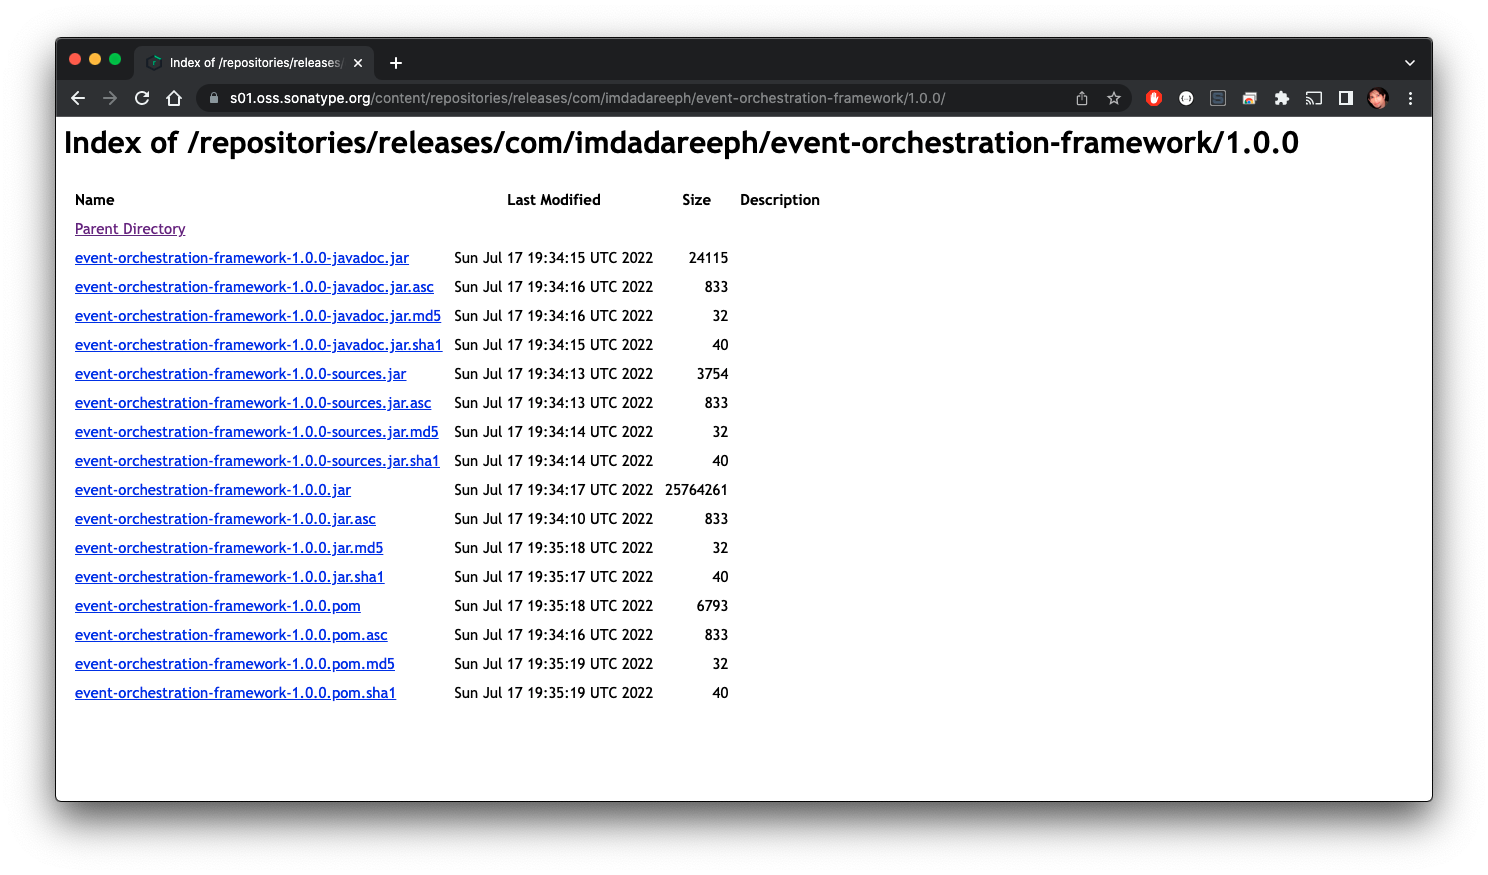 Index of /repositories/releases/
s01.oss.sonatype.org/content/repositories/releases/com/imdadareeph/event-orchestration-framework/1.0.0/
Index of /repositories/releases/com/imdadareeph/event-orchestration-framework/1.0.0
Name Last Modified Size Description
Parent Directory
event-orchestration-framework-1.0.0-javadoc.jar Sun Jul 17 19:34:15 UTC 2022 24115
event-orchestration-framework-1.0.0-javadoc.jar.asc Sun Jul 17 19:34:16 UTC 2022 833
event-orchestration-framework-1.0.0-javadoc.jar.md5 Sun Jul 17 19:34:16 UTC 2022 32
event-orchestration-framework-1.0.0-javadoc.jar.sha1 Sun Jul 17 19:34:15 UTC 2022 40
event-orchestration-framework-1.0.0-sources.jar Sun Jul 17 19:34:13 UTC 2022 3754
event-orchestration-framework-1.0.0-sources.jar.asc Sun Jul 17 19:34:13 UTC 2022 833
event-orchestration-framework-1.0.0-sources.jar.md5 Sun Jul 17 19:34:14 UTC 2022 32
event-orchestration-framework-1.0.0-sources.jar.sha1 Sun Jul 17 19:34:14 UTC 2022 40
event-orchestration-framework-1.0.0.jar Sun Jul 17 19:34:17 UTC 2022 25764261
event-orchestration-framework-1.0.0.jar.asc Sun Jul 17 19:34:10 UTC 2022 833
event-orchestration-framework-1.0.0.jar.md5 Sun Jul 17 19:35:18 UTC 2022 32
event-orchestration-framework-1.0.0.jar.sha1 Sun Jul 17 19:35:17 UTC 2022 40
event-orchestration-framework-1.0.0.pom Sun Jul 17 19:35:18 UTC 2022 6793
event-orchestration-framework-1.0.0.pom.asc Sun Jul 17 19:34:16 UTC 2022 833
event-orchestration-framework-1.0.0.pom.md5 Sun Jul 17 19:35:19 UTC 2022 32
event-orchestration-framework-1.0.0.pom.sha1 Sun Jul 17 19:35:19 UTC 2022 40